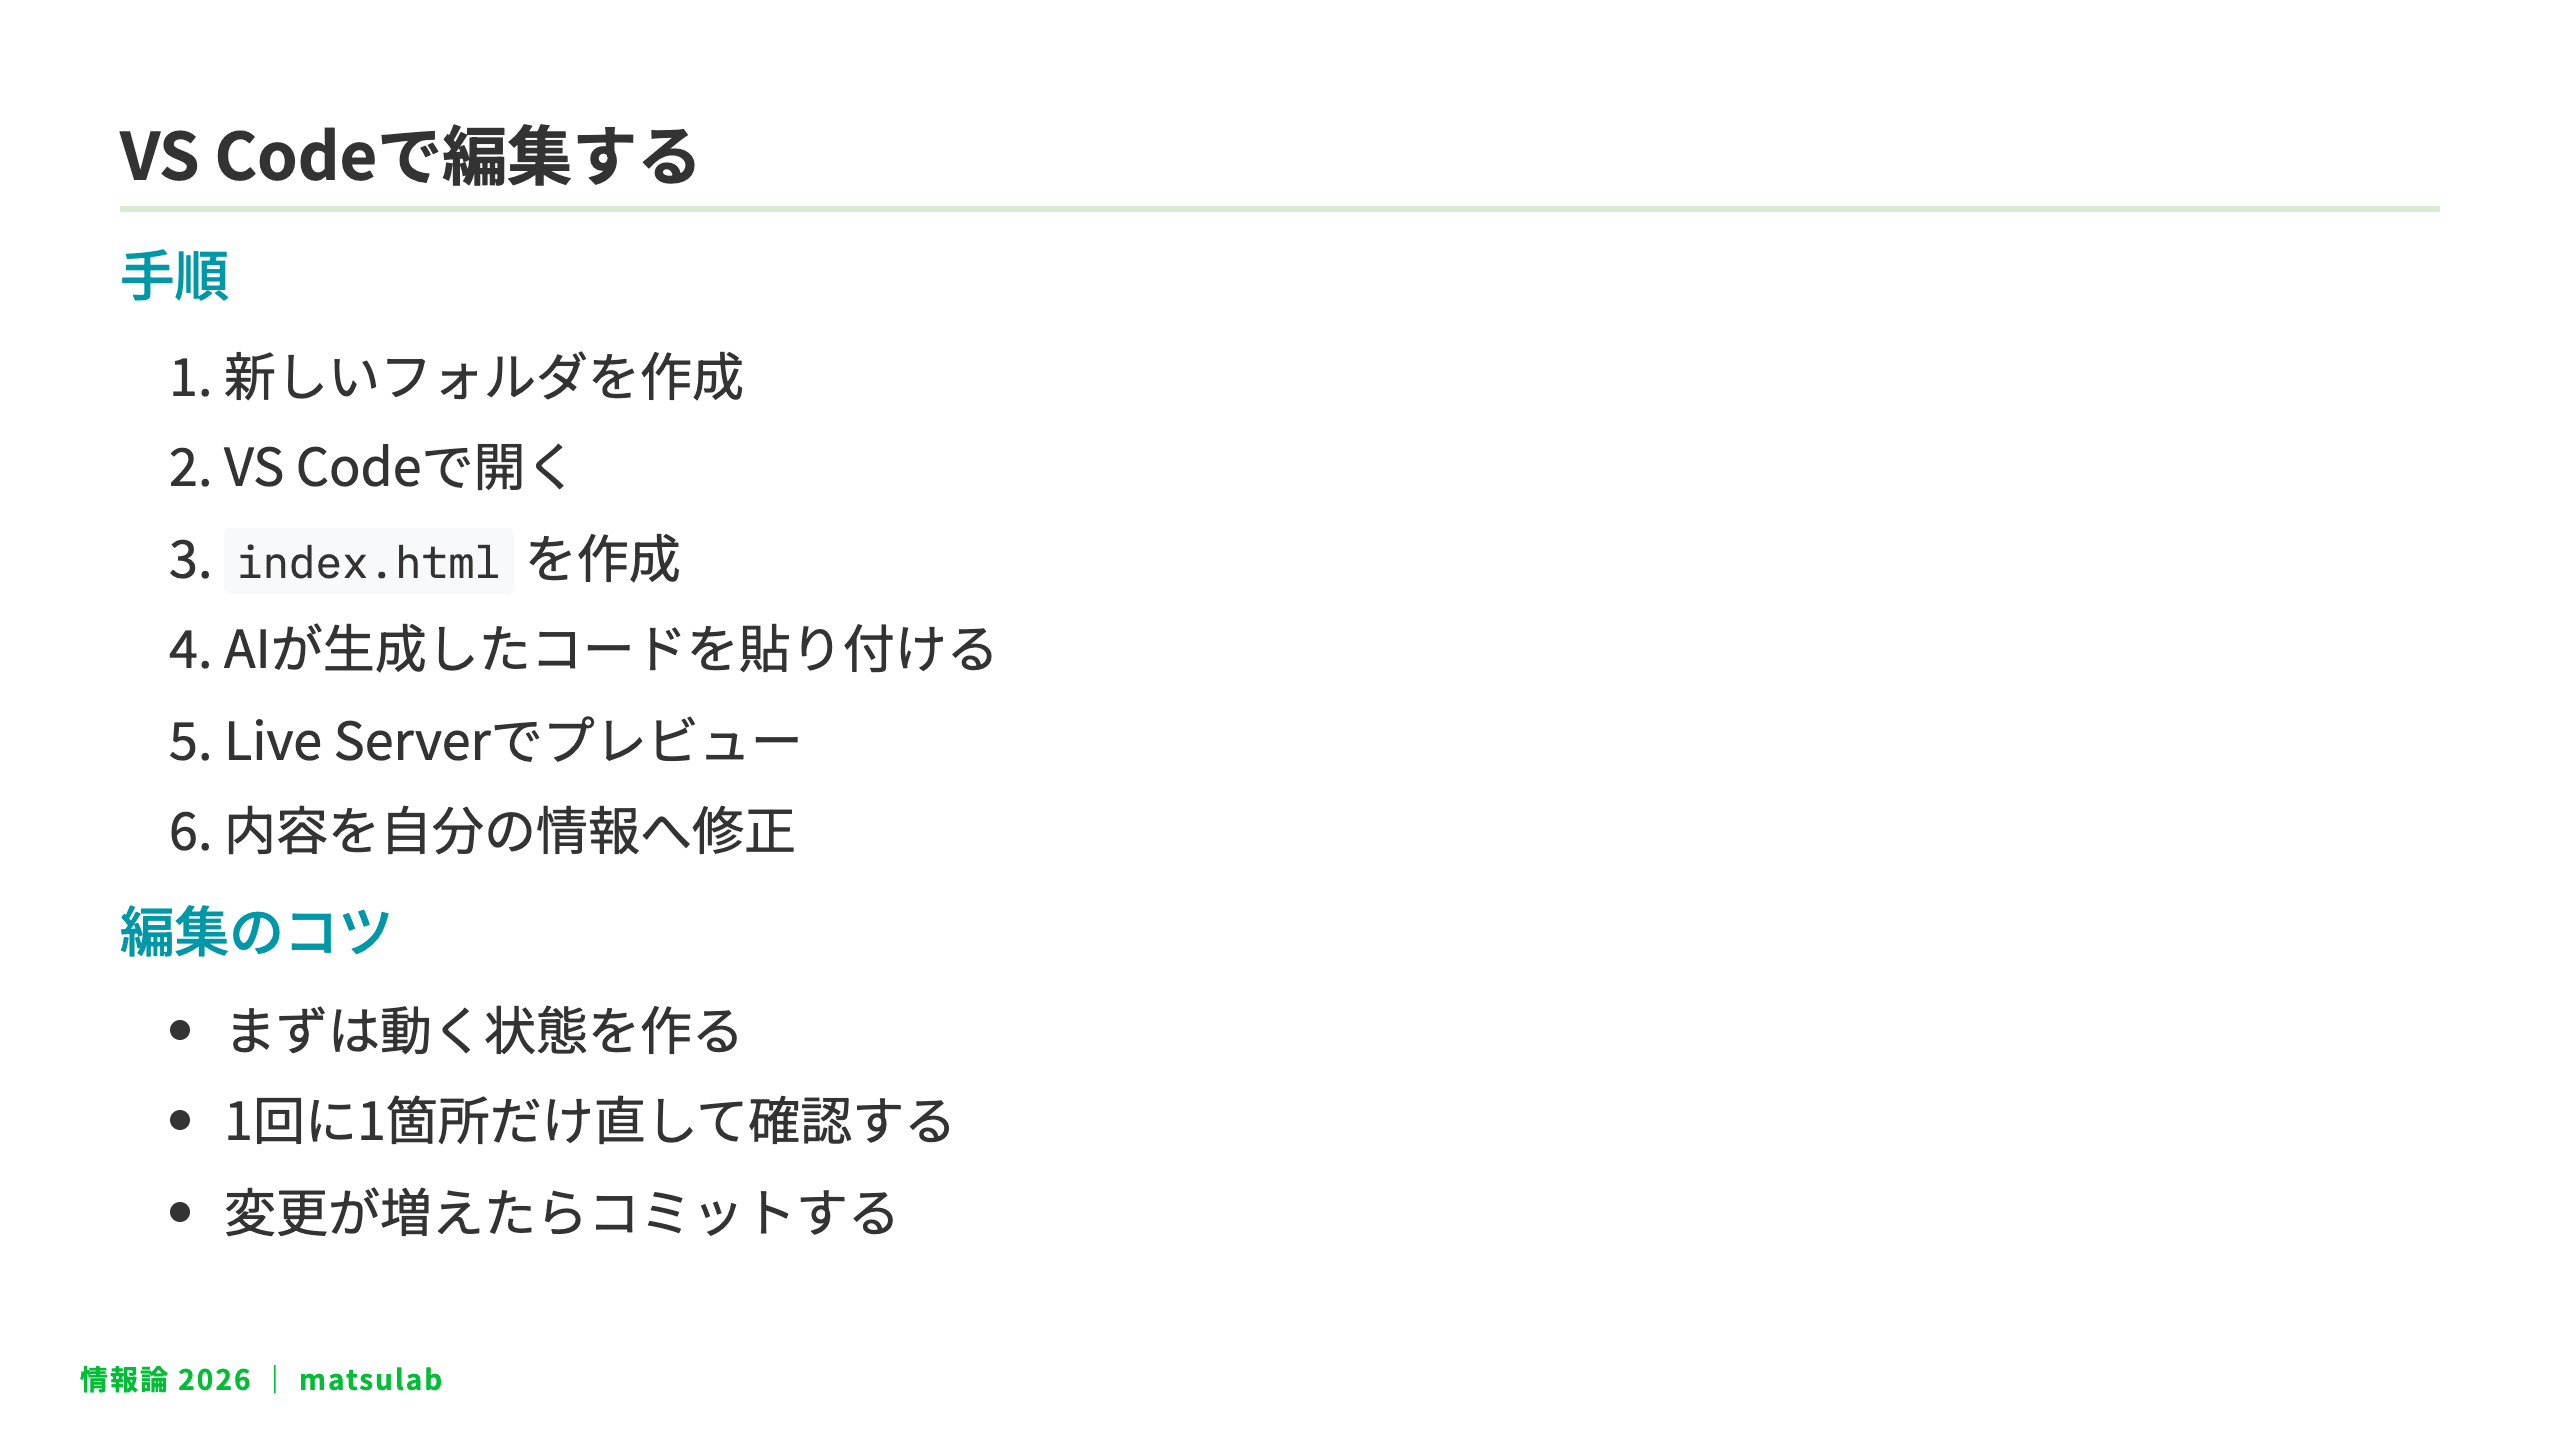 VS Codeで編集する
手順
1. 新しいフォルダを作成
2. VS Codeで開く
3. index.html を作成
4. AIが生成したコードを貼り付ける
5. Live Serverでプレビュー
6. 内容を自分の情報へ修正
編集のコツ
• まずは動く状態を作る
• 1回に1箇所だけ直して確認する
• 変更が増えたらコミットする
情報論 2026 ｜ matsulab